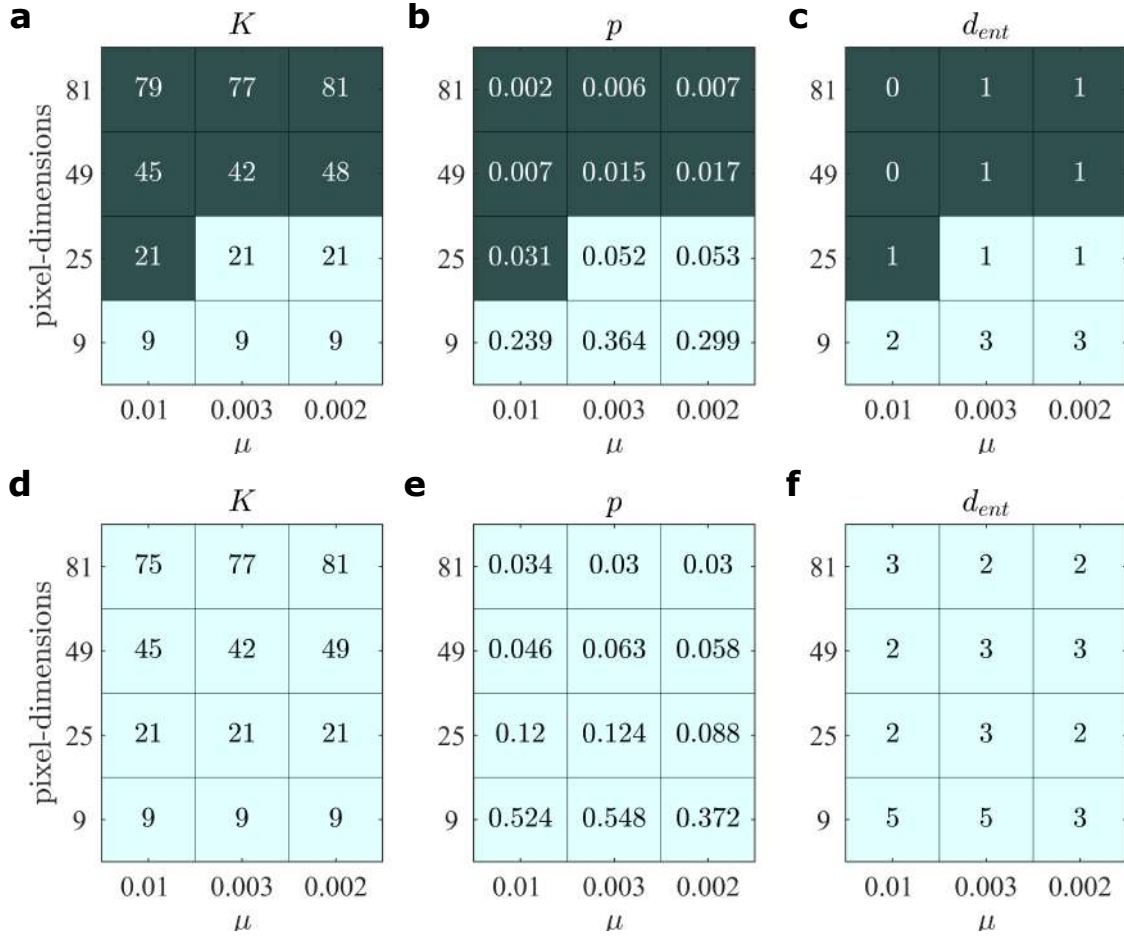 a b c
K p d_ent
81 79 77 81 81 0.002 0.006 0.007 81 0 1 1
49 45 42 48 49 0.007 0.015 0.017 49 0 1 1
25 21 21 21 25 0.031 0.052 0.053 25 1 1 1
9 9 9 9 9 0.239 0.364 0.299 9 2 3 3
pixel-dimensions
0.01 0.003 0.002 0.01 0.003 0.002 0.01 0.003 0.002
μ μ μ
d e f
K p d_ent
81 75 77 81 81 0.034 0.03 0.03 81 3 2 2
49 45 42 49 49 0.046 0.063 0.058 49 2 3 3
25 21 21 21 25 0.12 0.124 0.088 25 2 3 2
9 9 9 9 9 0.524 0.548 0.372 9 5 5 3
pixel-dimensions
0.01 0.003 0.002 0.01 0.003 0.002 0.01 0.003 0.002
μ μ μ